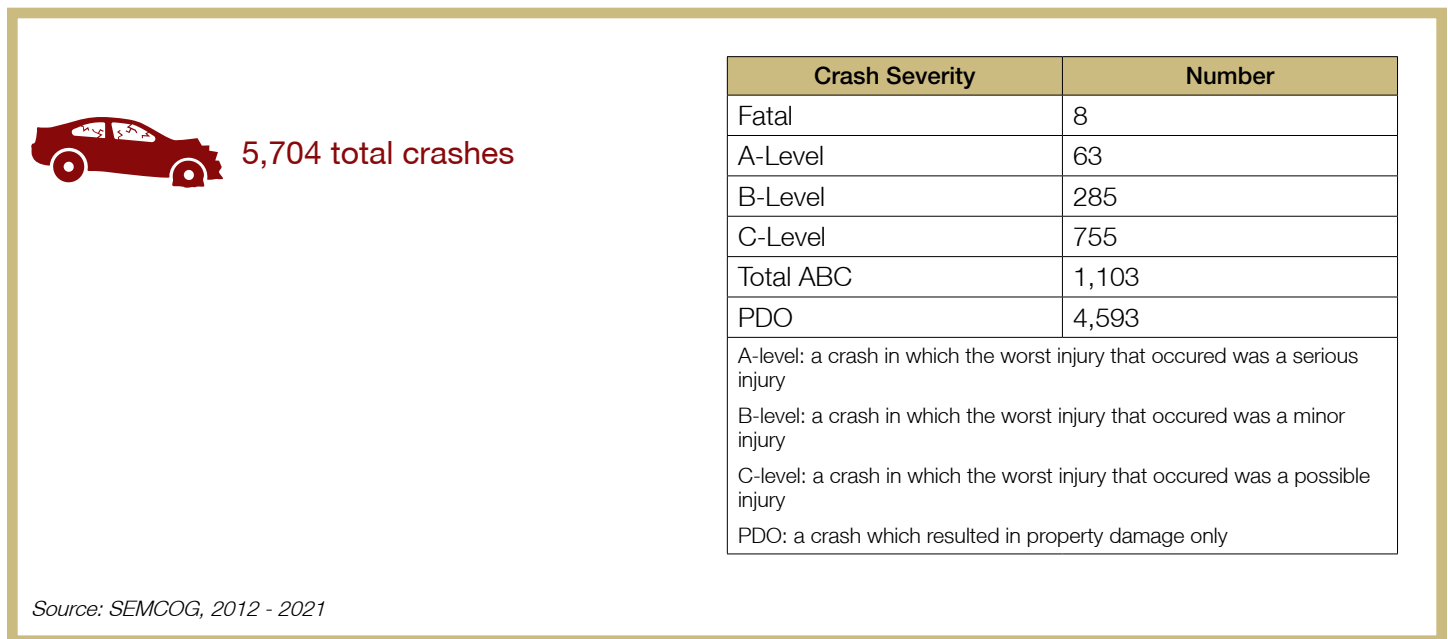 5,704 total crashes
Crash Severity Number
Fatal 8
A-Level 63
B-Level 285
C-Level 755
Total ABC 1,103
PDO 4,593
A-level: a crash in which the worst injury that occured was a serious
injury
B-level: a crash in which the worst injury that occured was a minor
injury
C-level: a crash in which the worst injury that occured was a possible
injury
PDO: a crash which resulted in property damage only
Source: SEMCOG, 2012 - 2021